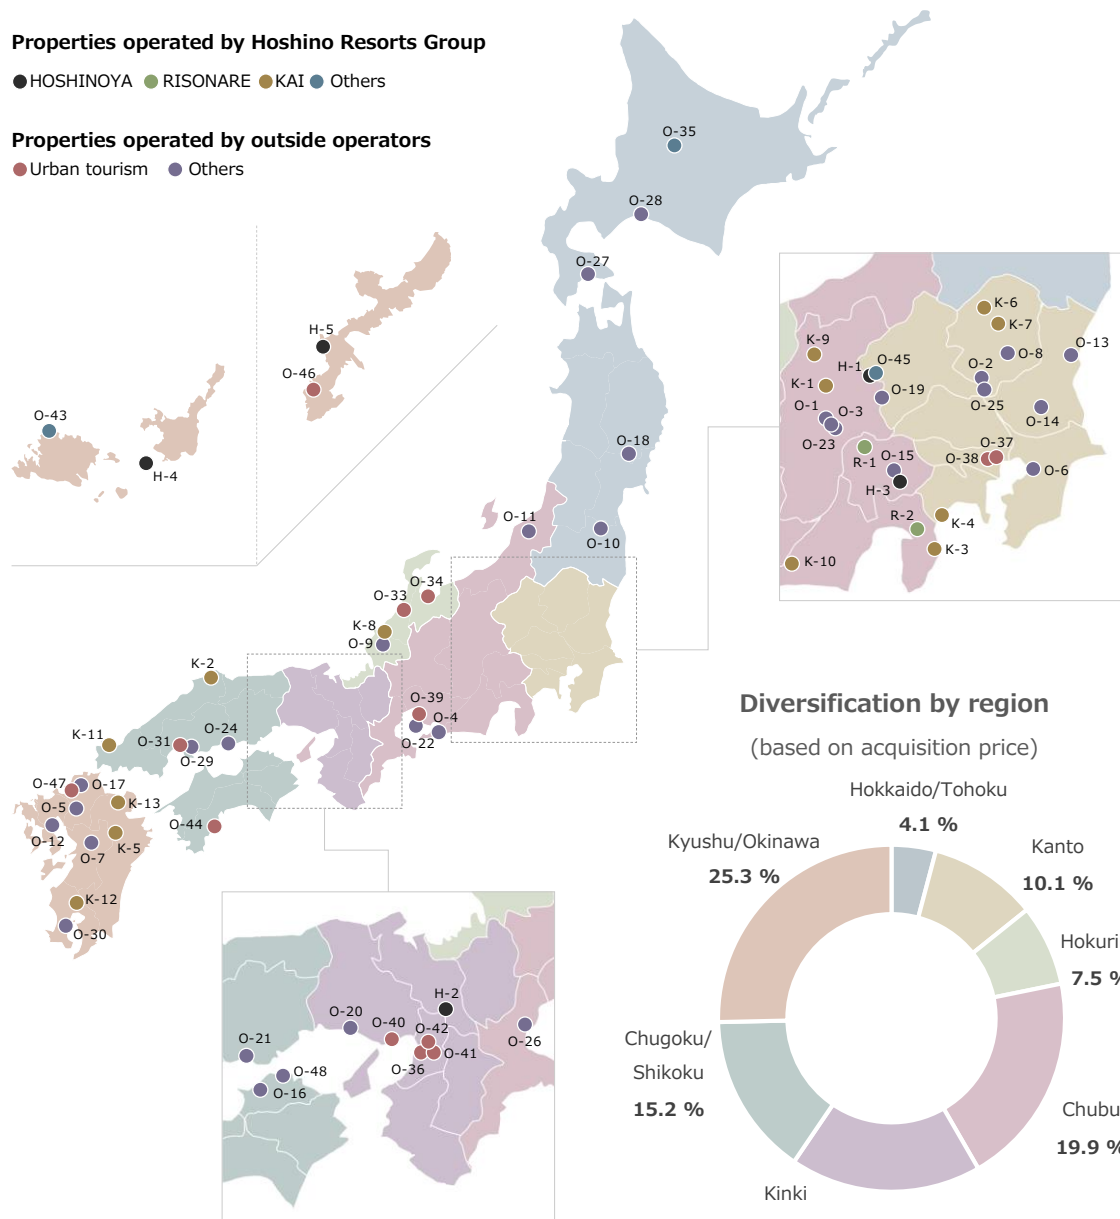 Properties operated by Hoshino Resorts Group
HOSHINOYA RISONARE KAI Others
Properties operated by outside operators
Urban tourism Others
O-35
O-28
O-27
H-5
O-46
O-43
H-4
O-18
O-11
O-10
K-6
K-7
O-13
K-9
O-8
H-1
O-45
O-2
K-1
O-19
O-25
O-1
O-3
O-14
O-23
R-1
O-15
O-38
O-37
O-6
H-3
R-2
K-4
K-3
K-10
O-34
O-33
K-8
O-9
K-2
O-39
O-4
O-22
K-11
O-31
O-24
O-29
O-47
O-17
O-5
K-13
O-12
O-7
K-5
O-44
K-12
O-30
H-2
O-20
O-40
O-42
O-26
O-21
O-36
O-41
O-48
O-16
Diversification by region
(based on acquisition price)
Hokkaido/Tohoku
4.1 %
Kyushu/Okinawa
25.3 %
Kanto
10.1 %
Hokuri
7.5 %
Chugoku/
Shikoku
15.2 %
Chubu
19.9 %
Kinki